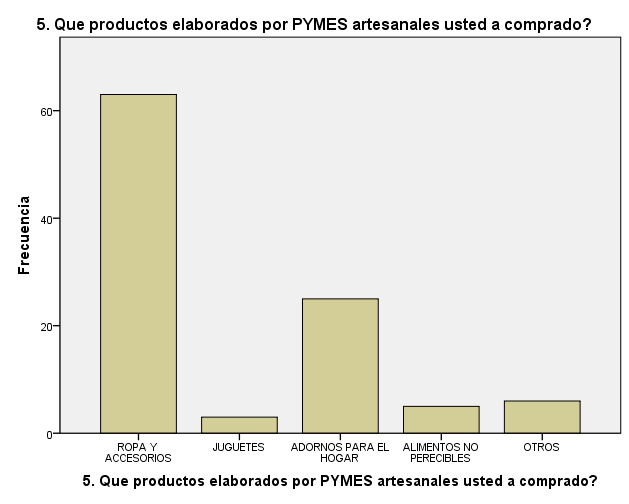 5. Que productos elaborados por PYMES artesanales usted a comprado?
Frecuencia
60
40
20
0
ROPA Y
ACCESORIOS
JUGUETES
ADORNOS PARA EL
HOGAR
ALIMENTOS NO
PERECIBLES
OTROS
5. Que productos elaborados por PYMES artesanales usted a comprado?